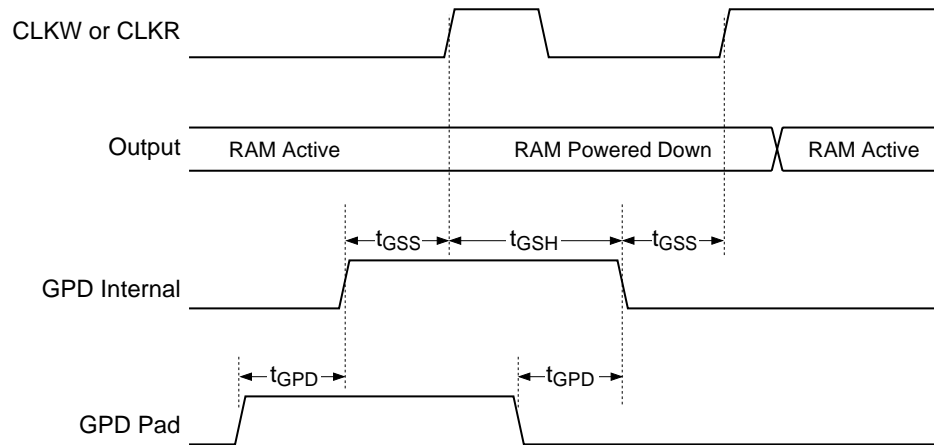 CLKW or CLKR
Output
RAM Active
RAM Powered Down
RAM Active
tGSS
tGSH
tGSS
GPD Internal
tGPD
tGPD
GPD Pad